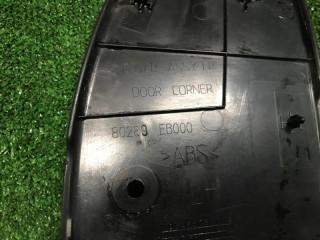 DOOR CORNER
80283 EB000
>ABS<